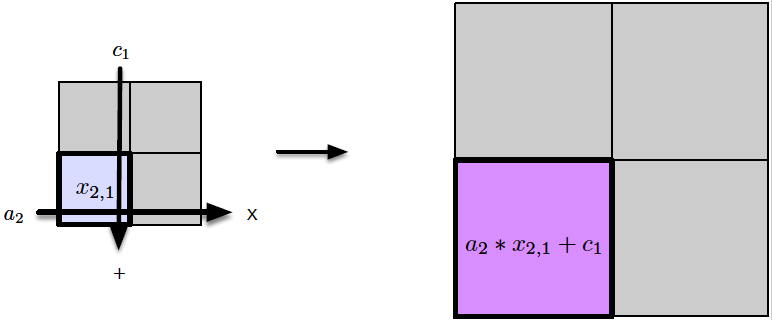 c₁
x₂,₁
a₂
X
+
a₂ * x₂,₁ + c₁